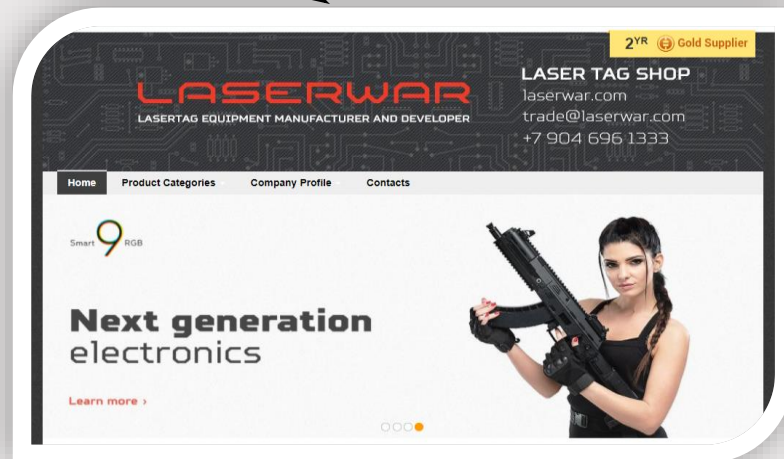 2YR Gold Supplier
LASERWAR
LASERTAG EQUIPMENT MANUFACTURER AND DEVELOPER
LASER TAG SHOP
laserwar.com
trade@laserwar.com
+7 904 696 1333
Home Product Categories Company Profile Contacts
Smart 9 RGB
Next generation
electronics
Learn more ›